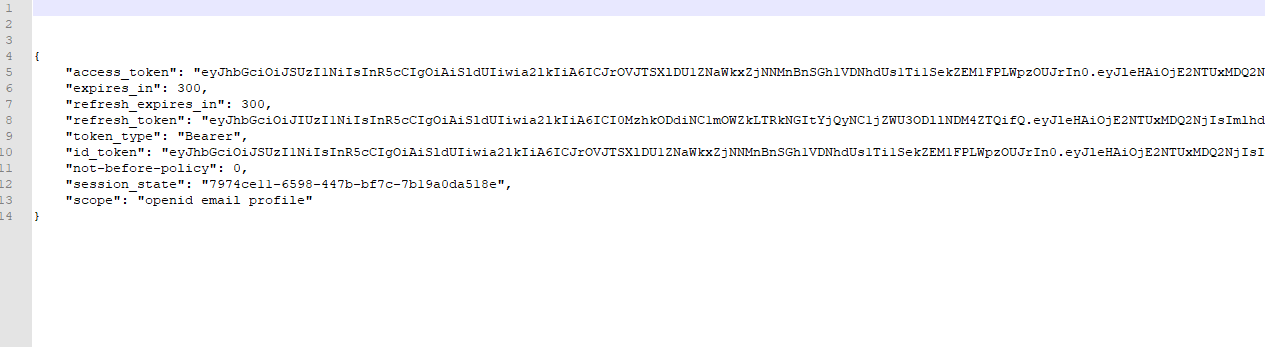 1
2
3
4 {
5 "access_token": "eyJhbGciOiJSUzI1NiIsInR5cCIgOiAiSldUIiwia2lkIiA6ICJrOVJTSXlDU1ZNaWkxZjNNMnBnSGh1VDNhdUs1Ti1SekZEM1FPLWpzOUJrIn0.eyJleHAiOjE2NTUxMDQ2N
6 "expires_in": 300,
7 "refresh_expires_in": 300,
8 "refresh_token": "eyJhbGciOiJIUzI1NiIsInR5cCIgOiAiSldUIiwia2lkIiA6ICI0MzhkODdiNC1mOWZkLTRkNGItYjQyNC1jZWU3ODllNDM4ZTQifQ.eyJleHAiOjE2NTUxMDQ2NjIsImlhd
9 "token_type": "Bearer",
10 "id_token": "eyJhbGciOiJSUzI1NiIsInR5cCIgOiAiSldUIiwia2lkIiA6ICJrOVJTSXlDU1ZNaWkxZjNNMnBnSGh1VDNhdUs1Ti1SekZEM1FPLWpzOUJrIn0.eyJleHAiOjE2NTUxMDQ2NjIsI
11 "not-before-policy": 0,
12 "session_state": "7974ce11-6598-447b-bf7c-7b19a0da518e",
13 "scope": "openid email profile"
14 }